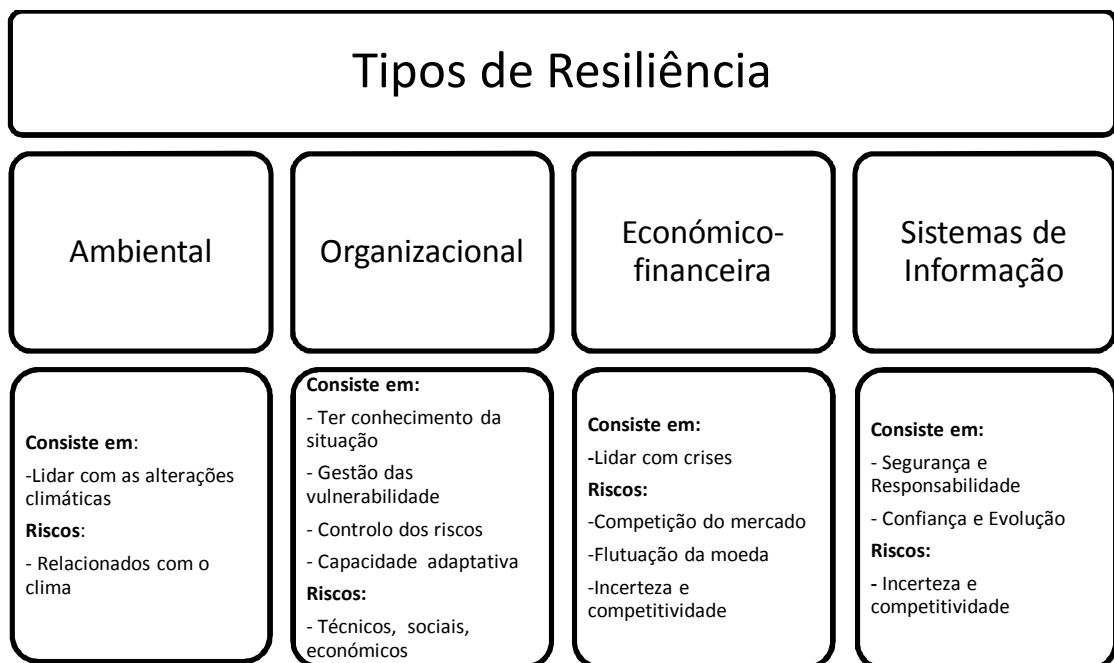 Tipos de Resiliência
Ambiental
Organizacional
Económico-
financeira
Sistemas de
Informação
Consiste em:
-Lidar com as alterações
climáticas
Riscos:
- Relacionados com o
clima
Consiste em:
- Ter conhecimento da
situação
- Gestão das
vulnerabilidade
- Controlo dos riscos
- Capacidade adaptativa
Riscos:
- Técnicos, sociais,
económicos
Consiste em:
-Lidar com crises
Riscos:
-Competição do mercado
-Flutuação da moeda
-Incerteza e
competitividade
Consiste em:
- Segurança e
Responsabilidade
- Confiança e Evolução
Riscos:
- Incerteza e
competitividade